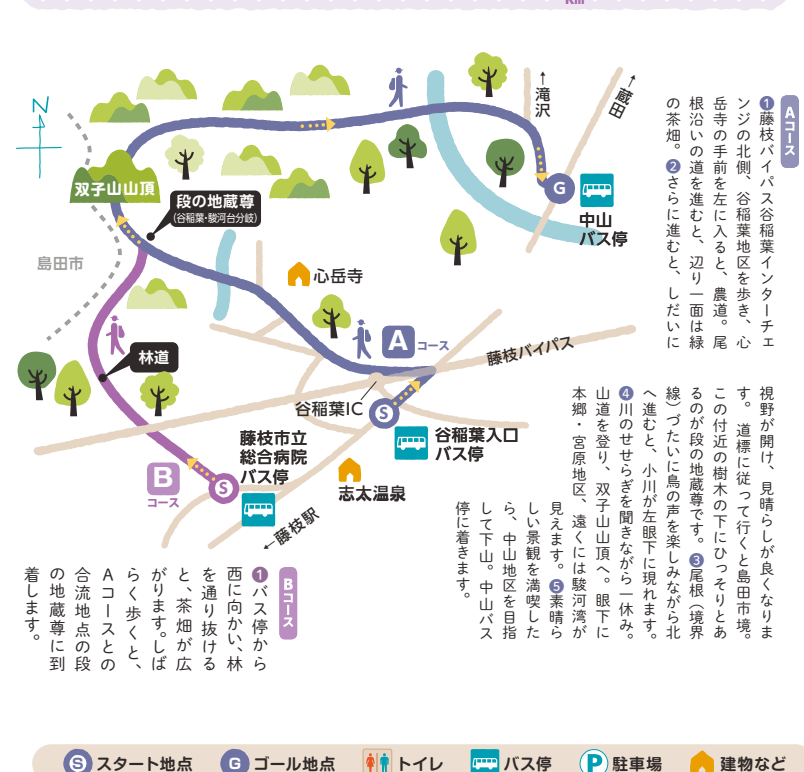 Km
N
双子山山頂
段の地蔵尊
(谷稲葉・駿河台分岐)
島田市
↑滝沢
↑蔵田
G
中山
バス停
心岳寺
A コース
藤枝バイパス
谷稲葉IC
S
谷稲葉入口
バス停
林道
藤枝市立
総合病院
バス停
B
コース
S
志太温泉
←藤枝駅
Aコース
❶藤枝バイパス谷稲葉インターチェ
ンジの北側、谷稲葉地区を歩き、心
岳寺の手前を左に入ると、農道。尾
根沿いの道を進むと、辺り一面は緑
の茶畑。❷さらに進むと、しだいに
視野が開け、見晴らしが良くなりま
す。道標に従って行くと島田市境。
この付近の樹木の下にひっそりとあ
るのが段の地蔵尊です。❸尾根（境界
線）づたいに鳥の声を楽しみながら北
へ進むと、小川が左眼下に現れます。
❹川のせせらぎを聞きながら一休み。
山道を登り、双子山山頂へ。眼下に
本郷・宮原地区、遠くには駿河湾が
見えます。❺素晴ら
しい景観を満喫した
ら、中山地区を目指
して下山。中山バス
停に着きます。
Bコース
❶バス停から
西に向かい、林
を通り抜ける
と、茶畑が広
がります。しば
らく歩くと、
Aコースとの
合流地点の段
の地蔵尊に到
着します。
S スタート地点 G ゴール地点 トイレ バス停 P 駐車場 建物など